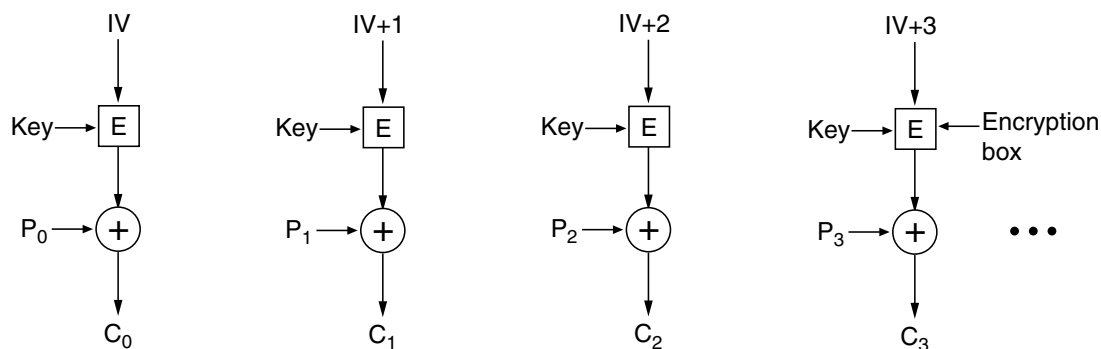 IV IV+1 IV+2 IV+3
Key E Key E Key E Key E Encryption
box
P₀ + P₁ + P₂ + P₃ + •••
C₀ C₁ C₂ C₃